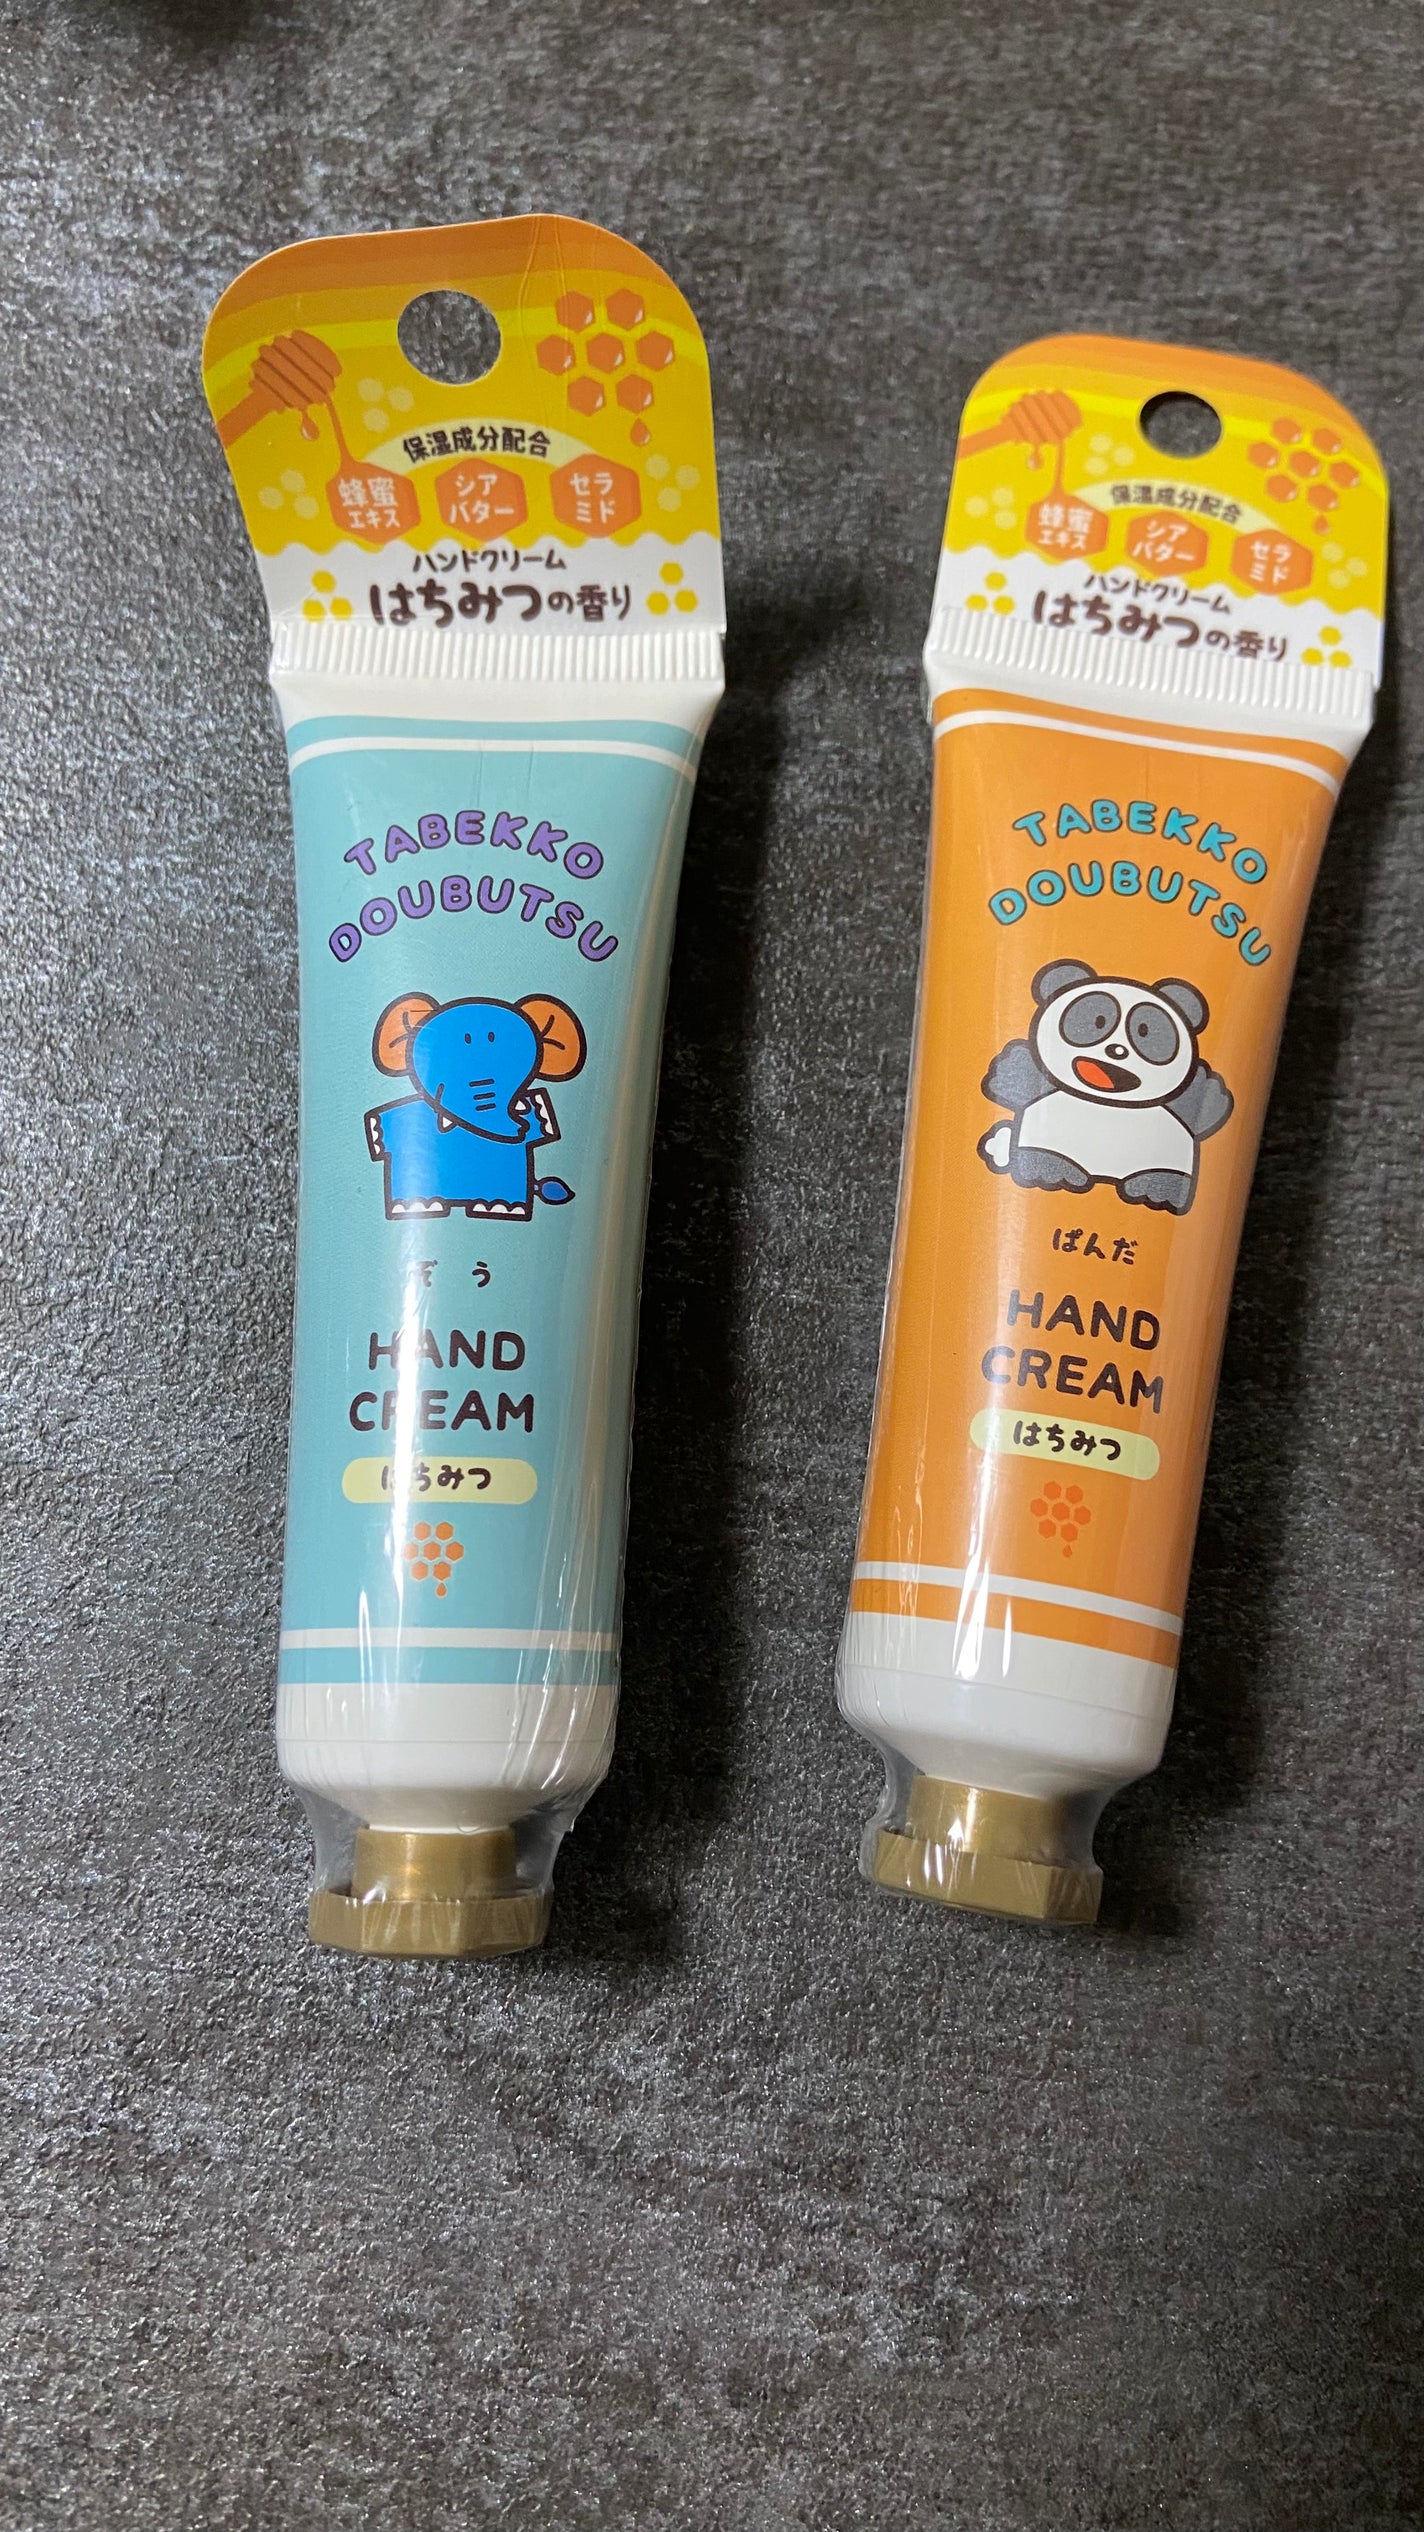 保湿成分配合
蜂蜜
エキス
シア
バター
セラ
ミド
ハンドクリーム
はちみつの香り
TABEKKO
DOUBUTSU
ぞう
HAND
CREAM
はちみつ
保湿成分配合
蜂蜜
エキス
シア
バター
セラ
ミド
ハンドクリーム
はちみつの香り
TABEKKO
DOUBUTSU
ぱんだ
HAND
CREAM
はちみつ